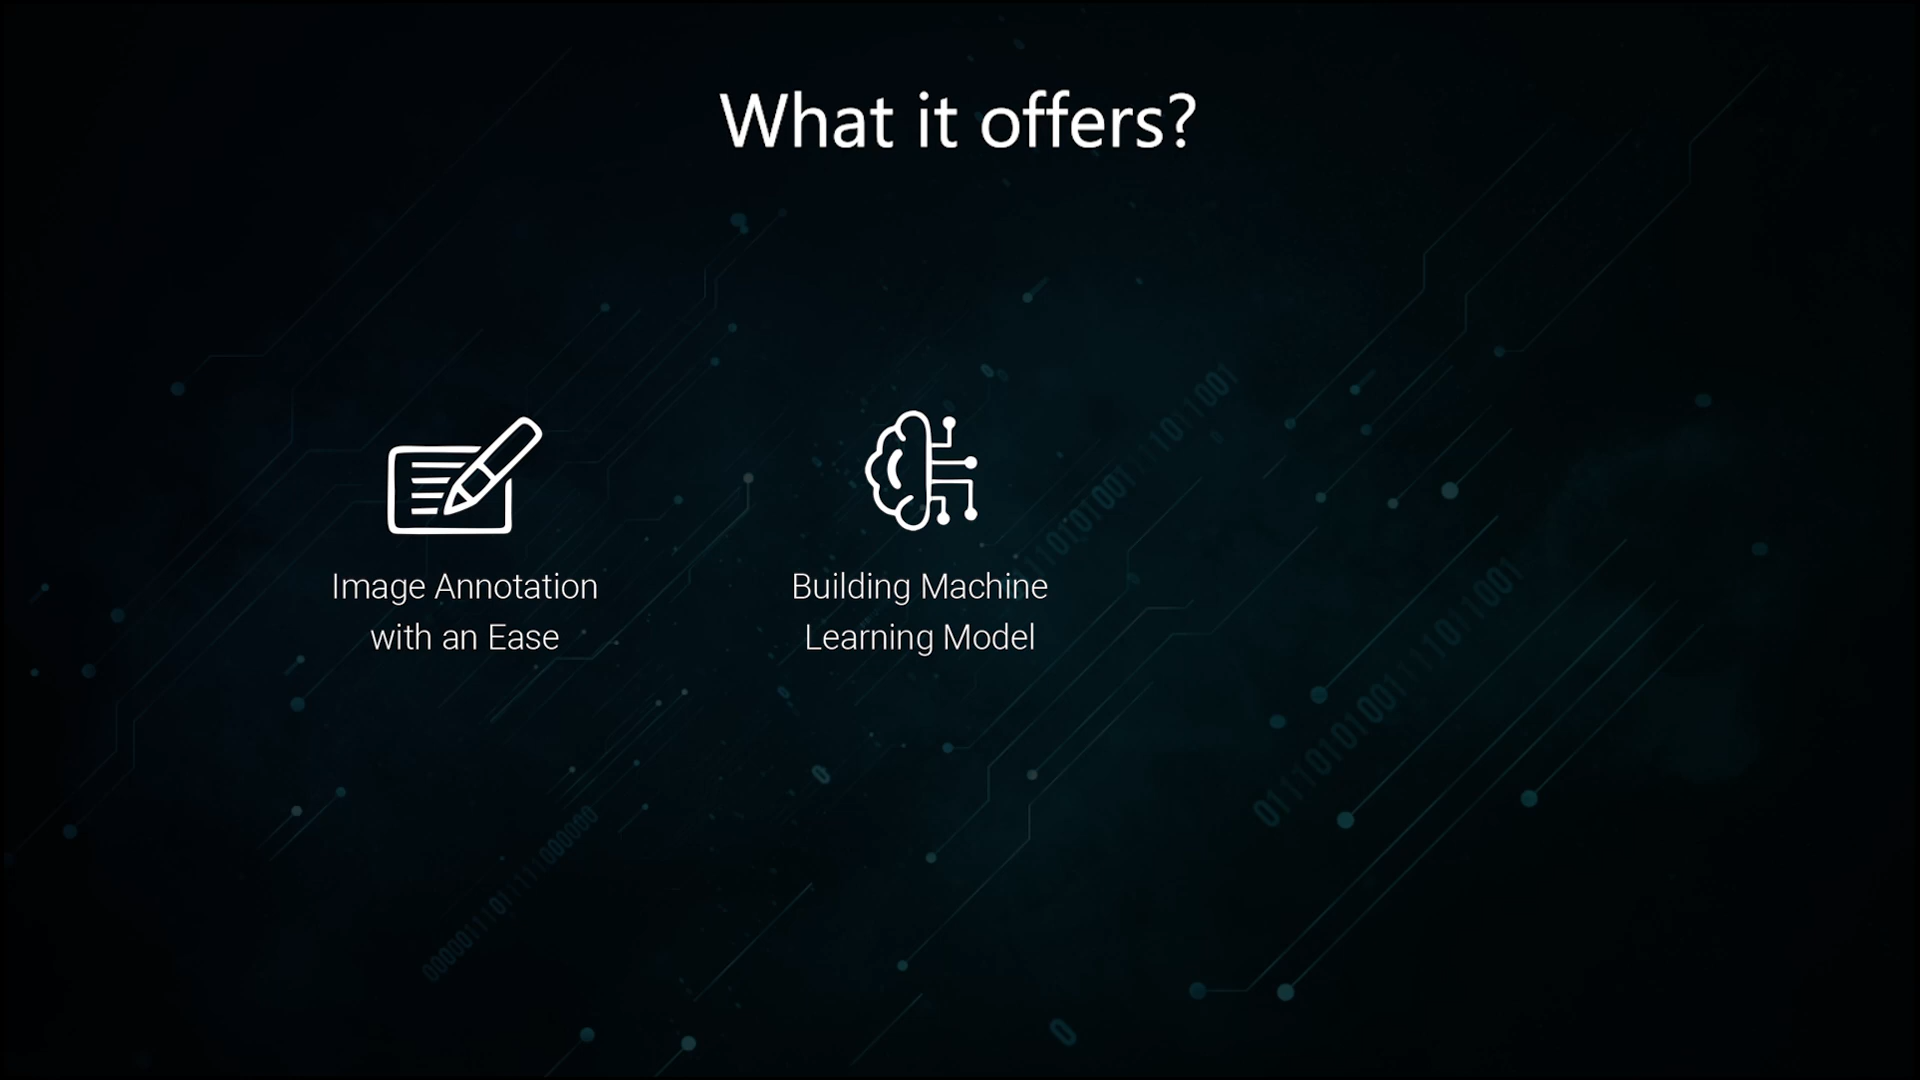 What it offers?
Image Annotation
with an Ease
Building Machine
Learning Model